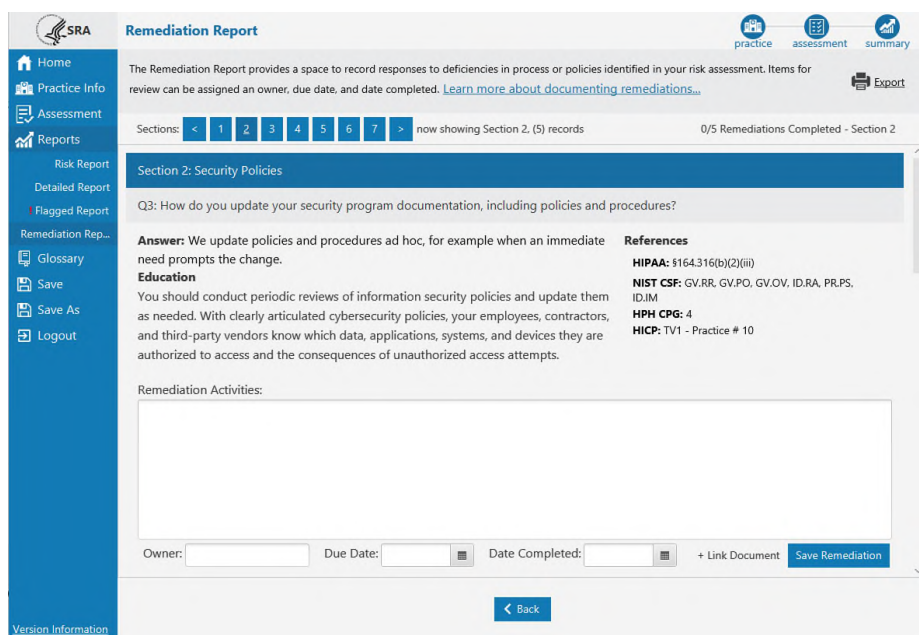 SRA
Remediation Report
practice
assessment
summary
Home
Practice Info
Assessment
Reports
Risk Report
Detailed Report
! Flagged Report
Remediation Rep...
Glossary
Save
Save As
Logout
Version Information
The Remediation Report provides a space to record responses to deficiencies in process or policies identified in your risk assessment. Items for
review can be assigned an owner, due date, and date completed. Learn more about documenting remediations...
Export
Sections: < 1 2 3 4 5 6 7 > now showing Section 2, (5) records
0/5 Remediations Completed - Section 2
Section 2: Security Policies
Q3: How do you update your security program documentation, including policies and procedures?
Answer: We update policies and procedures ad hoc, for example when an immediate
need prompts the change.
Education
You should conduct periodic reviews of information security policies and update them
as needed. With clearly articulated cybersecurity policies, your employees, contractors,
and third-party vendors know which data, applications, systems, and devices they are
authorized to access and the consequences of unauthorized access attempts.
References
HIPAA: §164.316(b)(2)(iii)
NIST CSF: GV.RR, GV.PO, GV.OV, ID.RA, PR.PS,
ID.IM
HPH CPG: 4
HICP: TV1 - Practice # 10
Remediation Activities:
Owner:
Due Date:
Date Completed:
+ Link Document
Save Remediation
< Back